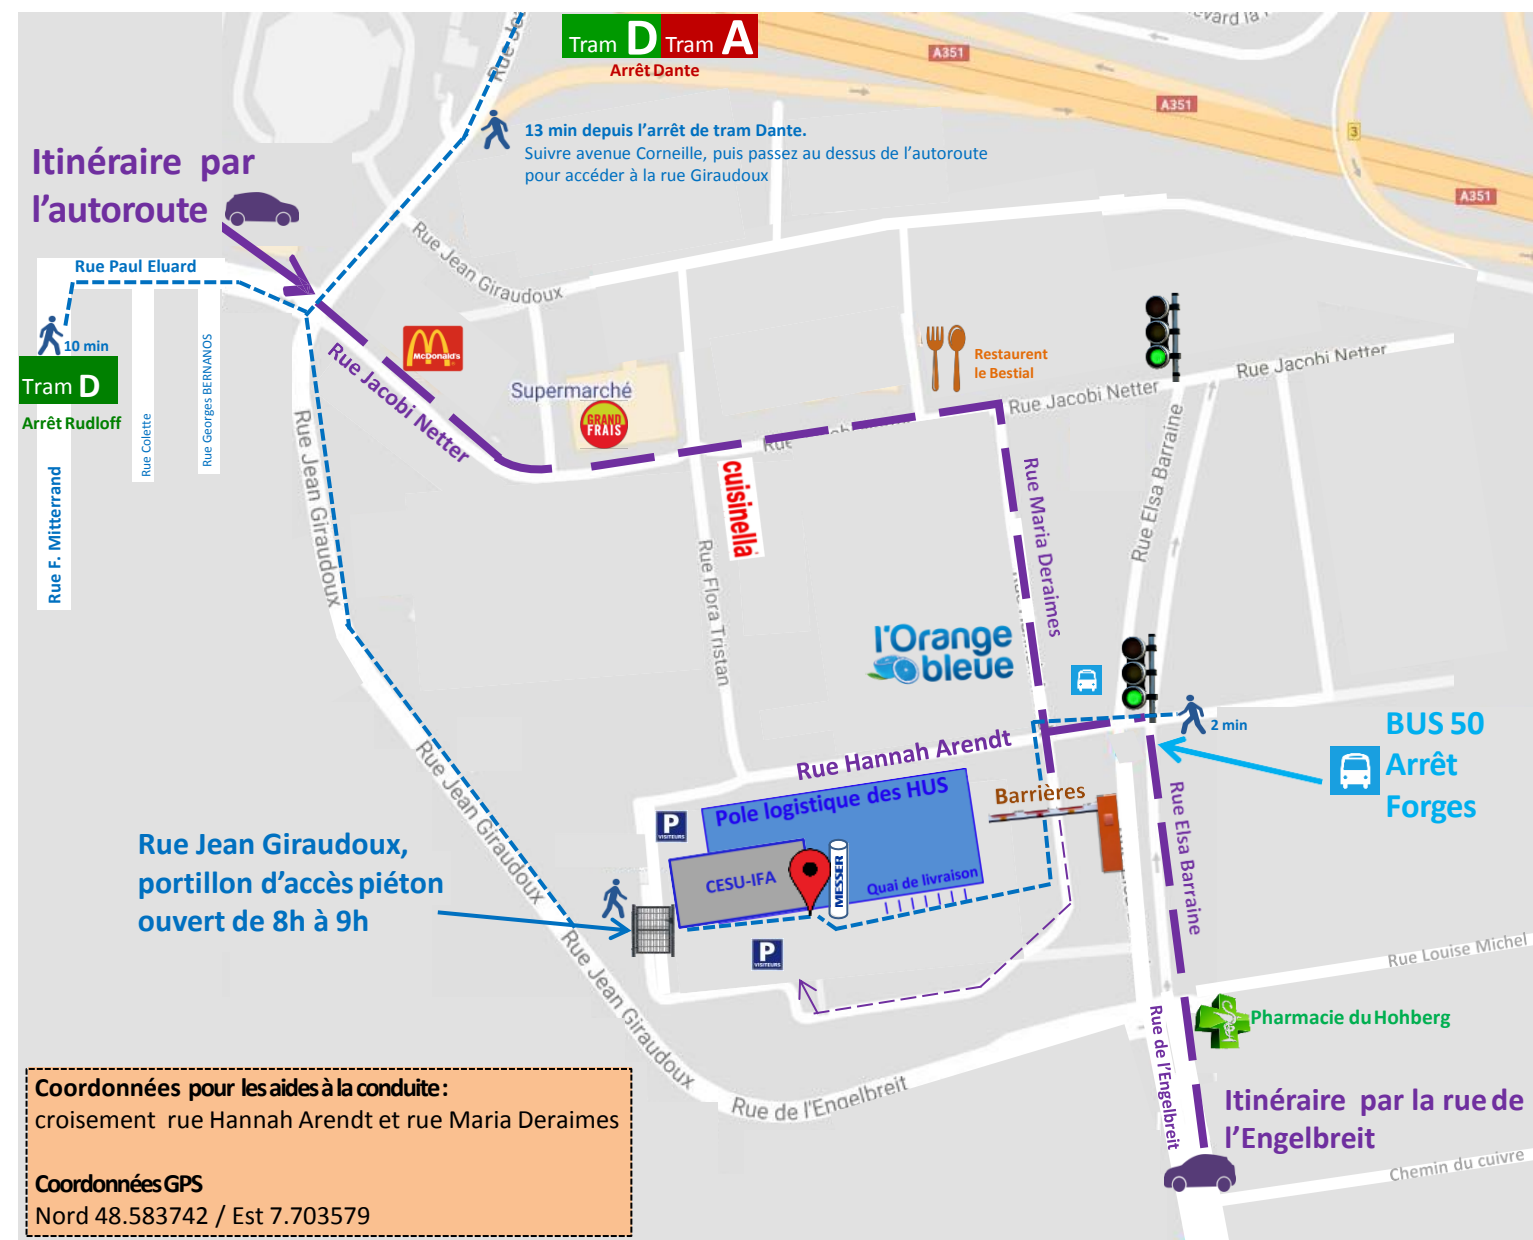 Tram D Tram A
Arrêt Dante
A351
A351
A351
3
13 min depuis l'arrêt de tram Dante.
Suivre avenue Corneille, puis passez au dessus de l'autoroute
pour accéder à la rue Giraudoux
Itinéraire par
l'autoroute
Rue Jean Giraudoux
Rue Paul Eluard
10 min
Tram D
Arrêt Rudloff
Rue F. Mitterrand
Rue Colette
Rue Georges BERNANOS
Rue Jacobi Netter
McDonald's
Supermarché
GRAND
FRAIS
Restaurent
le Bestial
Rue Jacobi Netter
Rue Jacobi Netter
cuisinella
Rue Jean Giraudoux
Rue Flora Tristan
Rue Maria Deraimes
Rue Elsa Barraine
l'Orange
bleue
2 min
BUS 50
Arrêt
Forges
Rue Hannah Arendt
Barrières
Pole logistique des HUS
P
VISITEURS
CESU-IFA
MESSER
Quai de livraison
P
VISITEURS
Rue Elsa Barraine
Rue Jean Giraudoux
Rue Jean Giraudoux,
portillon d'accès piéton
ouvert de 8h à 9h
Rue Jean Giraudoux
Rue Louise Michel
Pharmacie du Hohberg
Rue de l'Engelbreit
Rue de l'Engelbreit
Itinéraire par la rue de
l'Engelbreit
Chemin du cuivre
Coordonnées pour les aides à la conduite :
croisement rue Hannah Arendt et rue Maria Deraimes
Coordonnées GPS
Nord 48.583742 / Est 7.703579